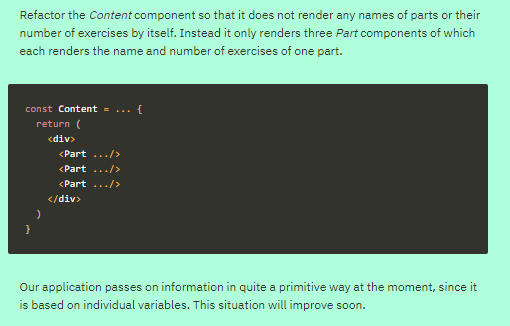 Refactor the Content component so that it does not render any names of parts or their
number of exercises by itself. Instead it only renders three Part components of which
each renders the name and number of exercises of one part.
const Content = ... {
return (
<div>
<Part .../>
<Part .../>
<Part .../>
</div>
)
}
Our application passes on information in quite a primitive way at the moment, since it
is based on individual variables. This situation will improve soon.